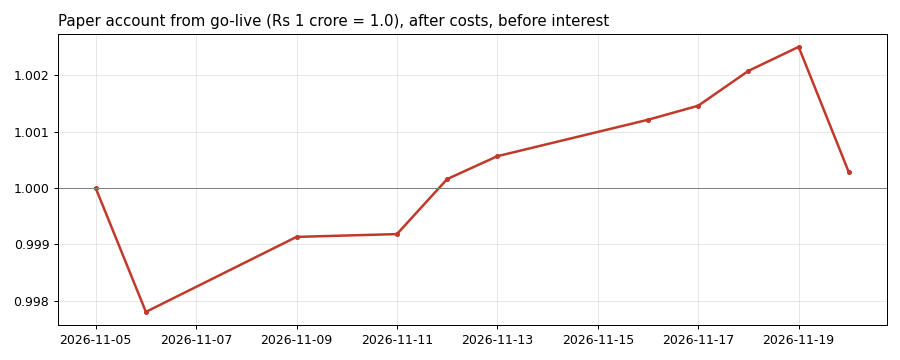 Paper account from go-live (Rs 1 crore = 1.0), after costs, before interest
1.002
1.001
1.000
0.999
0.998
2026-11-05 2026-11-07 2026-11-09 2026-11-11 2026-11-13 2026-11-15 2026-11-17 2026-11-19